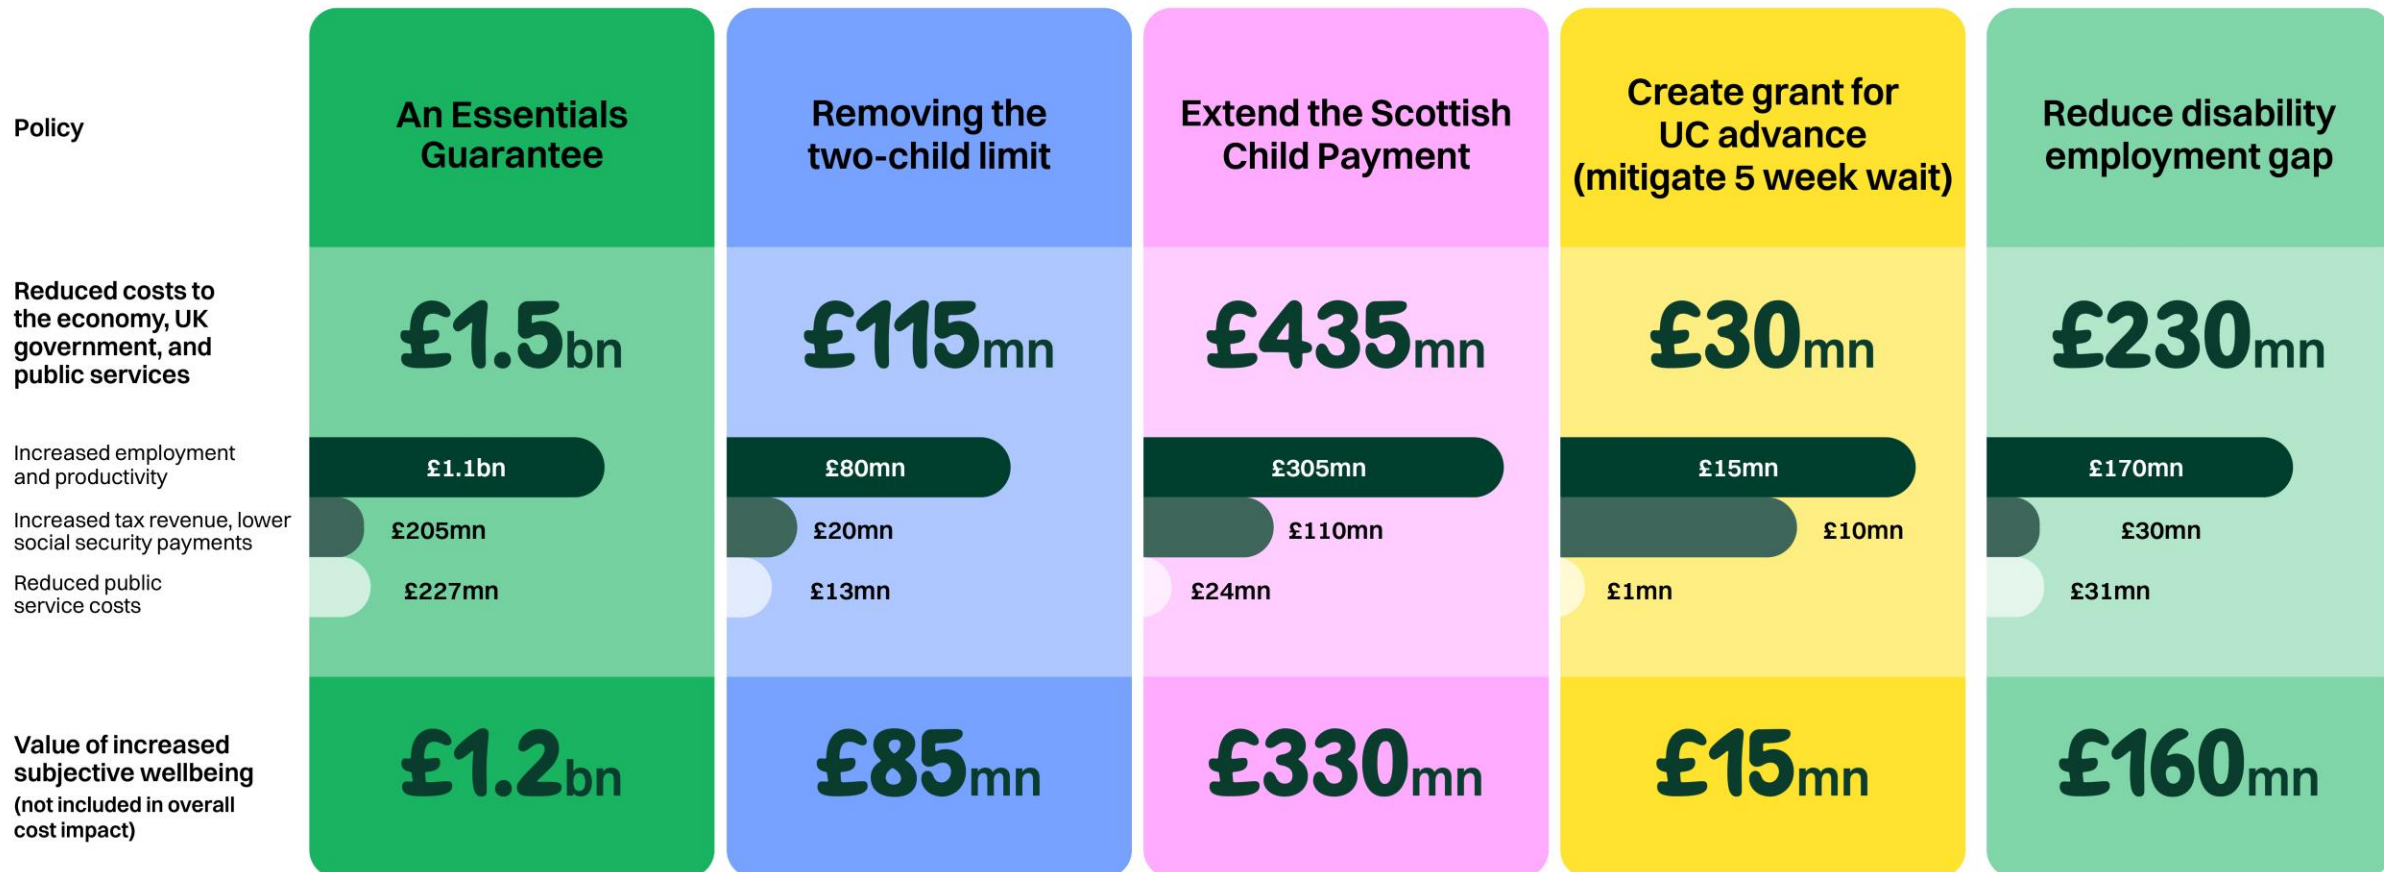 Policy
An Essentials
Guarantee
Removing the
two-child limit
Extend the Scottish
Child Payment
Create grant for
UC advance
(mitigate 5 week wait)
Reduce disability
employment gap
Reduced costs to
the economy, UK
government, and
public services
£1.5bn
£115mn
£435mn
£30mn
£230mn
Increased employment
and productivity
£1.1bn
£80mn
£305mn
£15mn
£170mn
Increased tax revenue, lower
social security payments
£205mn
£20mn
£110mn
£10mn
£30mn
Reduced public
service costs
£227mn
£13mn
£24mn
£1mn
£31mn
Value of increased
subjective wellbeing
(not included in overall
cost impact)
£1.2bn
£85mn
£330mn
£15mn
£160mn